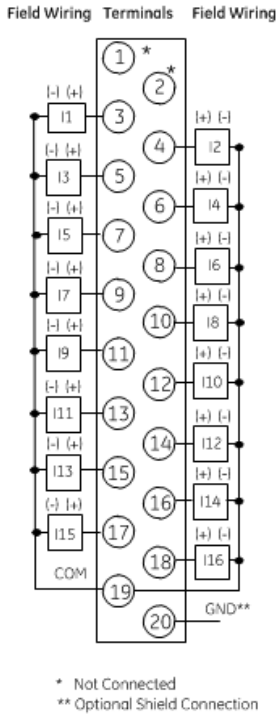 Field Wiring Terminals Field Wiring
1 *
2 *
(-) (+)
I1 3
(+) (-)
4 I2
(-) (+)
I3 5
(+) (-)
6 I4
(-) (+)
I5 7
(+) (-)
8 I6
(-) (+)
I7 9
(+) (-)
10 I8
(-) (+)
I9 11
(+) (-)
12 I10
(-) (+)
I11 13
(+) (-)
14 I12
(-) (+)
I13 15
(+) (-)
16 I14
(-) (+)
I15 17
(+) (-)
18 I16
COM 19
20 GND**
* Not Connected
** Optional Shield Connection